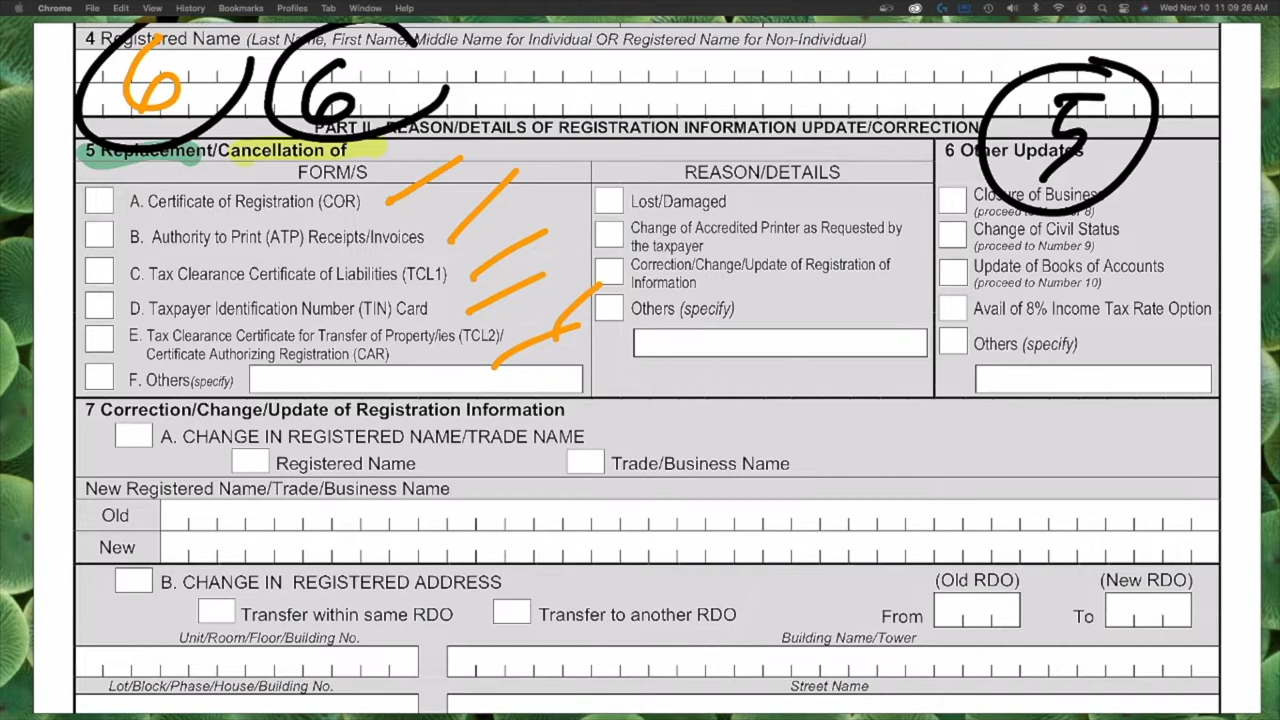 Chrome File Edit View History Bookmarks Profiles Tab Window Help Wed Nov 10 11:09:26 AM
4 Registered Name (Last Name, First Name, Middle Name for Individual OR Registered Name for Non-Individual)
6 6 5
PART II - REASON/DETAILS OF REGISTRATION INFORMATION UPDATE/CORRECTION
5 Replacement/Cancellation of
FORM/S
A. Certificate of Registration (COR)
B. Authority to Print (ATP) Receipts/Invoices
C. Tax Clearance Certificate of Liabilities (TCL1)
D. Taxpayer Identification Number (TIN) Card
E. Tax Clearance Certificate for Transfer of Property/ies (TCL2)/
Certificate Authorizing Registration (CAR)
F. Others(specify)
REASON/DETAILS
Lost/Damaged
Change of Accredited Printer as Requested by
the taxpayer
Correction/Change/Update of Registration of
Information
Others (specify)
6 Other Updates
Closure of Business
(proceed to Number 8)
Change of Civil Status
(proceed to Number 9)
Update of Books of Accounts
(proceed to Number 10)
Avail of 8% Income Tax Rate Option
Others (specify)
7 Correction/Change/Update of Registration Information
A. CHANGE IN REGISTERED NAME/TRADE NAME
Registered Name Trade/Business Name
New Registered Name/Trade/Business Name
Old
New
B. CHANGE IN REGISTERED ADDRESS (Old RDO) (New RDO)
Transfer within same RDO Transfer to another RDO From To
Unit/Room/Floor/Building No. Building Name/Tower
Lot/Block/Phase/House/Building No. Street Name